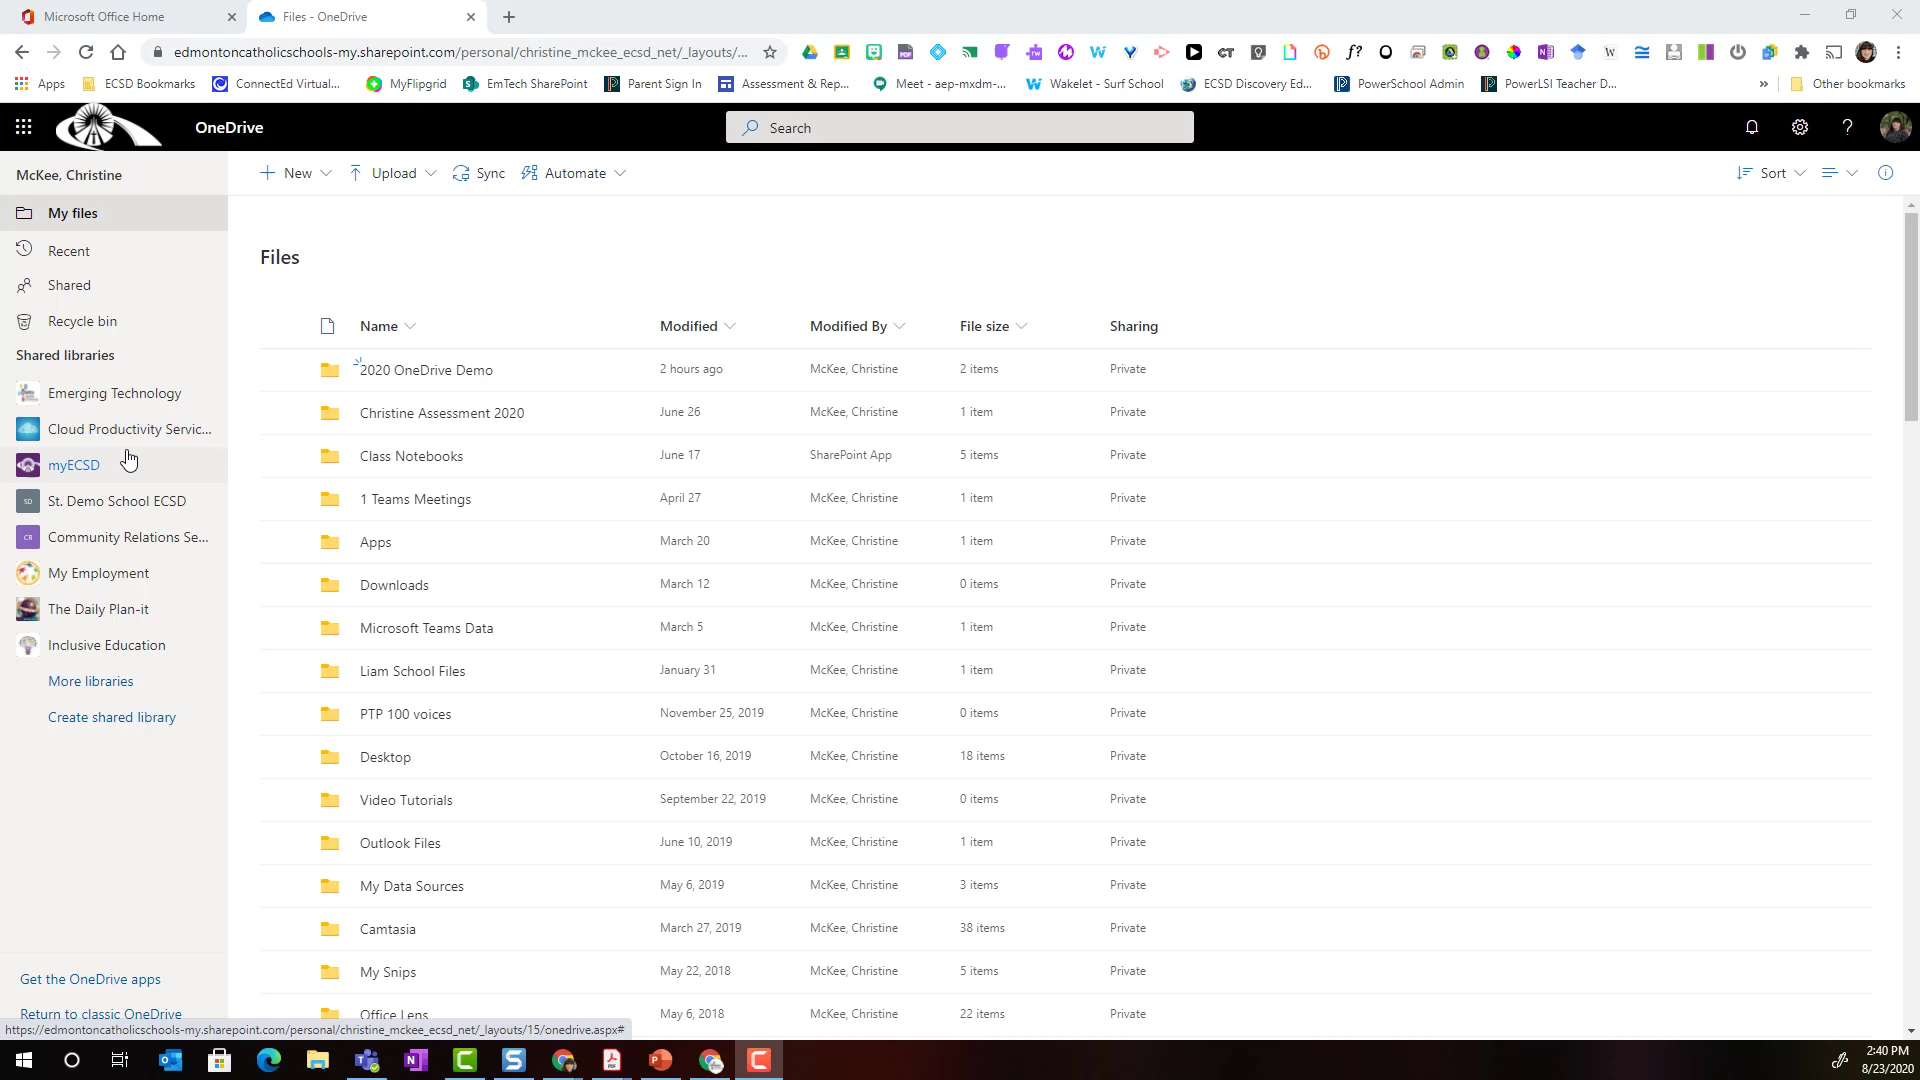 Microsoft Office Home
Files - OneDrive
edmontoncatholicschools-my.sharepoint.com/personal/christine_mckee_ecsd_net/_layouts/...
Apps ECSD Bookmarks ConnectEd Virtual... MyFlipgrid EmTech SharePoint Parent Sign In Assessment & Rep... Meet - aep-mxdm-... Wakelet - Surf School ECSD Discovery Ed... PowerSchool Admin PowerLSI Teacher D... » Other bookmarks
OneDrive
Search
McKee, Christine
My files
Recent
Shared
Recycle bin
Shared libraries
Emerging Technology
Cloud Productivity Servic...
myECSD
SD St. Demo School ECSD
CR Community Relations Se...
My Employment
The Daily Plan-it
Inclusive Education
More libraries
Create shared library
Get the OneDrive apps
Return to classic OneDrive
New Upload Sync Automate Sort
Files
Name Modified Modified By File size Sharing
2020 OneDrive Demo 2 hours ago McKee, Christine 2 items Private
Christine Assessment 2020 June 26 McKee, Christine 1 item Private
Class Notebooks June 17 SharePoint App 5 items Private
1 Teams Meetings April 27 McKee, Christine 1 item Private
Apps March 20 McKee, Christine 1 item Private
Downloads March 12 McKee, Christine 0 items Private
Microsoft Teams Data March 5 McKee, Christine 1 item Private
Liam School Files January 31 McKee, Christine 1 item Private
PTP 100 voices November 25, 2019 McKee, Christine 0 items Private
Desktop October 16, 2019 McKee, Christine 18 items Private
Video Tutorials September 22, 2019 McKee, Christine 0 items Private
Outlook Files June 10, 2019 McKee, Christine 1 item Private
My Data Sources May 6, 2019 McKee, Christine 3 items Private
Camtasia March 27, 2019 McKee, Christine 38 items Private
My Snips May 22, 2018 McKee, Christine 5 items Private
Office Lens May 6, 2018 McKee, Christine 22 items Private
https://edmontoncatholicschools-my.sharepoint.com/personal/christine_mckee_ecsd_net/_layouts/15/onedrive.aspx#
2:40 PM
8/23/2020